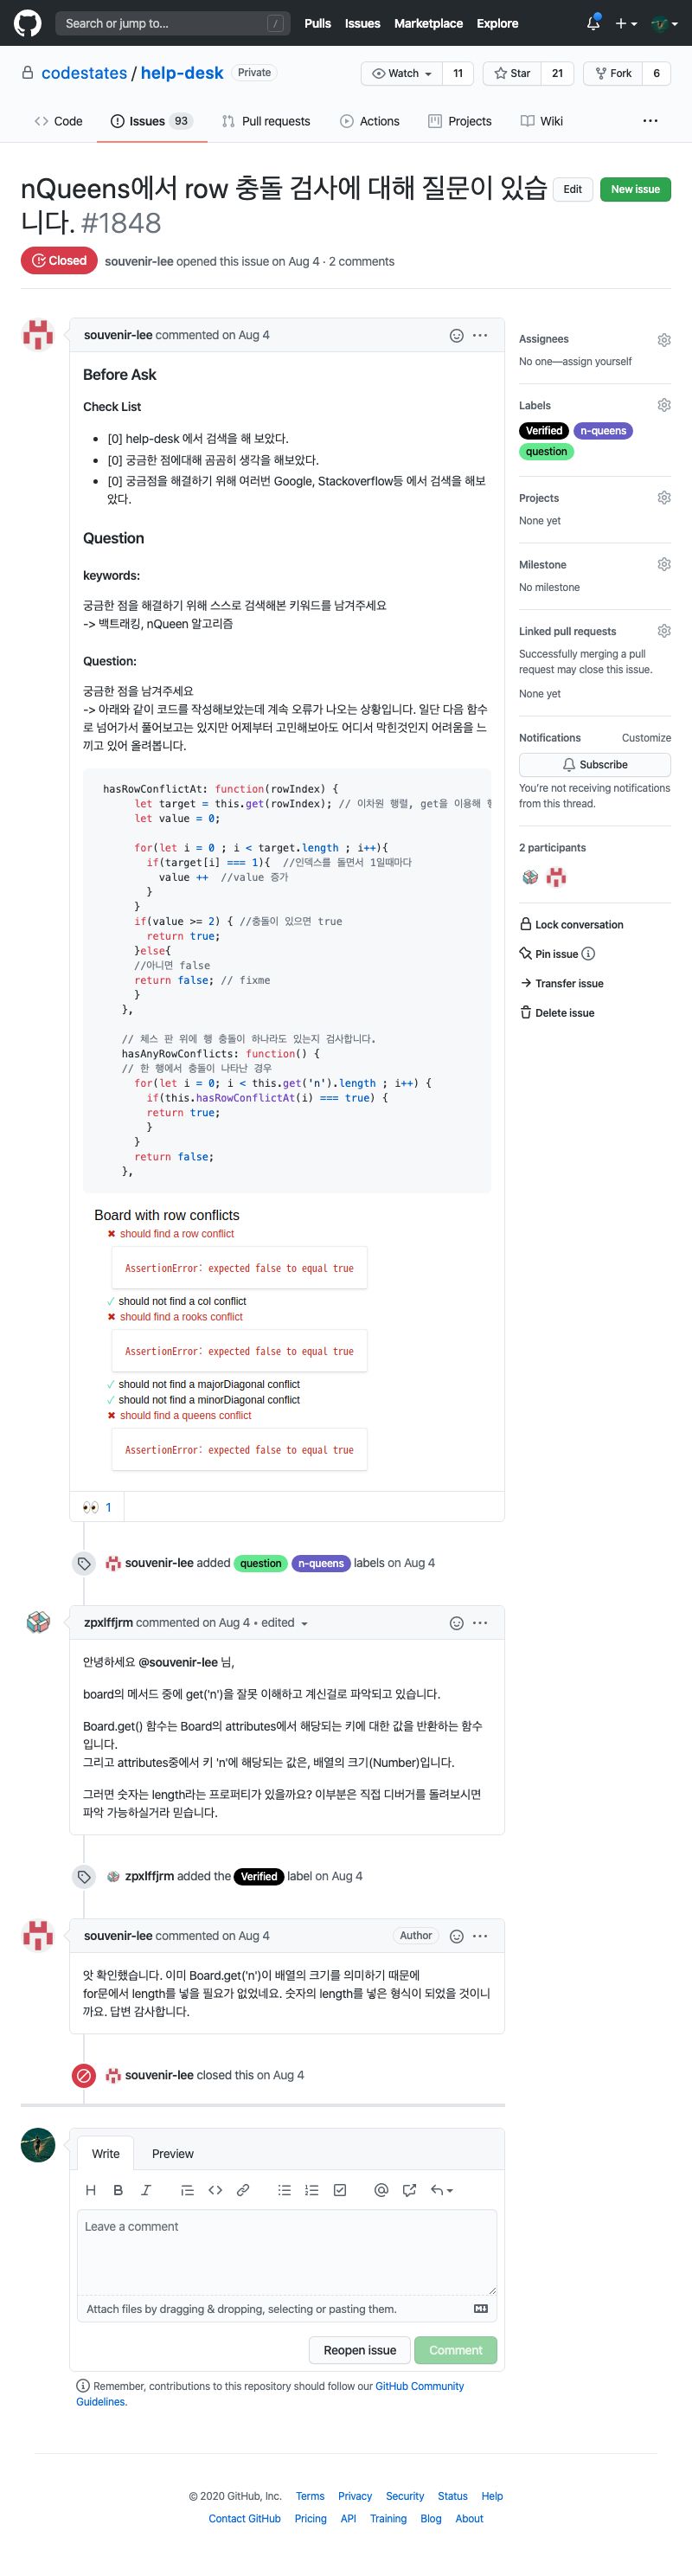 Search or jump to... /
Pulls Issues Marketplace Explore
codestates / help-desk Private
Watch 11 Star 21 Fork 6
Code Issues 93 Pull requests Actions Projects Wiki
nQueens에서 row 충돌 검사에 대해 질문이 있습
니다. #1848
Edit New issue
Closed souvenir-lee opened this issue on Aug 4 · 2 comments
souvenir-lee commented on Aug 4
Before Ask
Check List
• [0] help-desk 에서 검색을 해 보았다.
• [0] 궁금한 점에대해 곰곰히 생각을 해보았다.
• [0] 궁금점을 해결하기 위해 여러번 Google, Stackoverflow등 에서 검색을 해보
았다.
Question
keywords:
궁금한 점을 해결하기 위해 스스로 검색해본 키워드를 남겨주세요
-> 백트래킹, nQueen 알고리즘
Question:
궁금한 점을 남겨주세요
-> 아래와 같이 코드를 작성해보았는데 계속 오류가 나오는 상황입니다. 일단 다음 함수
로 넘어가서 풀어보고는 있지만 어제부터 고민해보아도 어디서 막힌것인지 어려움을 느
끼고 있어 올려봅니다.
hasRowConflictAt: function(rowIndex) {
let target = this.get(rowIndex); // 이차원 행렬, get을 이용해
let value = 0;
for(let i = 0 ; i < target.length ; i++){
if(target[i] === 1){ //인덱스를 돌면서 1일때마다
value ++ //value 증가
}
}
if(value >= 2) { //충돌이 있으면 true
return true;
}else{
//아니면 false
return false; // fixme
}
},
// 체스 판 위에 행 충돌이 하나라도 있는지 검사합니다.
hasAnyRowConflicts: function() {
// 한 행에서 충돌이 나타난 경우
for(let i = 0; i < this.get('n').length ; i++) {
if(this.hasRowConflictAt(i) === true) {
return true;
}
}
return false;
},
Board with row conflicts
✖ should find a row conflict
AssertionError: expected false to equal true
✓ should not find a col conflict
✖ should find a rooks conflict
AssertionError: expected false to equal true
✓ should not find a majorDiagonal conflict
✓ should not find a minorDiagonal conflict
✖ should find a queens conflict
AssertionError: expected false to equal true
👀 1
souvenir-lee added question n-queens labels on Aug 4
zpxlffjrm commented on Aug 4 • edited
안녕하세요 @souvenir-lee 님,
board의 메서드 중에 get('n')을 잘못 이해하고 계신걸로 파악되고 있습니다.
Board.get() 함수는 Board의 attributes에서 해당되는 키에 대한 값을 반환하는 함수
입니다.
그리고 attributes중에서 키 'n'에 해당되는 값은, 배열의 크기(Number)입니다.
그러면 숫자는 length라는 프로퍼티가 있을까요? 이부분은 직접 디버거를 돌려보시면
파악 가능하실거라 믿습니다.
zpxlffjrm added the Verified label on Aug 4
souvenir-lee commented on Aug 4 Author
앗 확인했습니다. 이미 Board.get('n')이 배열의 크기를 의미하기 때문에
for문에서 length를 넣을 필요가 없었네요. 숫자의 length를 넣은 형식이 되었을 것이니
까요. 답변 감사합니다.
souvenir-lee closed this on Aug 4
Write Preview
Leave a comment
Attach files by dragging & dropping, selecting or pasting them.
Reopen issue Comment
Remember, contributions to this repository should follow our GitHub Community
Guidelines.
Assignees
No one—assign yourself
Labels
Verified n-queens
question
Projects
None yet
Milestone
No milestone
Linked pull requests
Successfully merging a pull
request may close this issue.
None yet
Notifications Customize
Subscribe
You're not receiving notifications
from this thread.
2 participants
Lock conversation
Pin issue
Transfer issue
Delete issue
© 2020 GitHub, Inc. Terms Privacy Security Status Help
Contact GitHub Pricing API Training Blog About